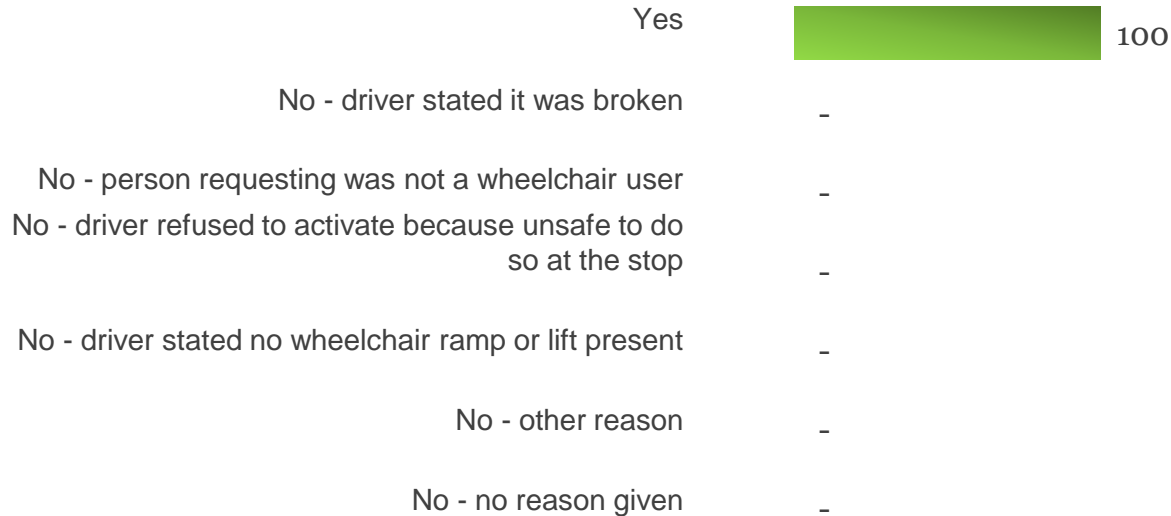 Yes 100
No - driver stated it was broken -
No - person requesting was not a wheelchair user -
No - driver refused to activate because unsafe to do
so at the stop -
No - driver stated no wheelchair ramp or lift present -
No - other reason -
No - no reason given -